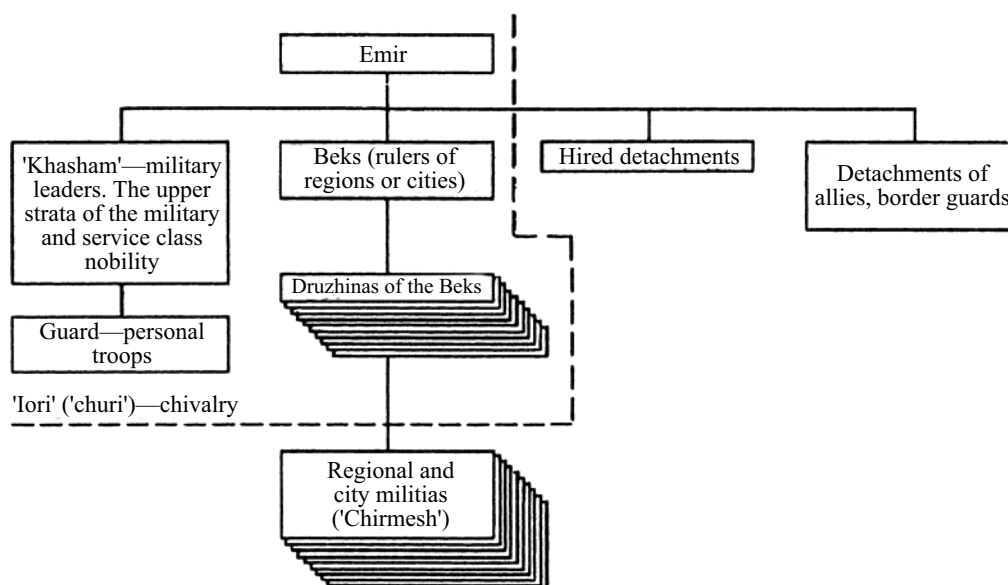 Emir
'Khasham'—military
leaders. The upper
strata of the military
and service class
nobility
Beks (rulers of
regions or cities)
Hired detachments
Detachments of
allies, border guards
Druzhinas of the Beks
Guard—personal
troops
'Iori' ('churi')—chivalry
Regional and
city militias
('Chirmesh')